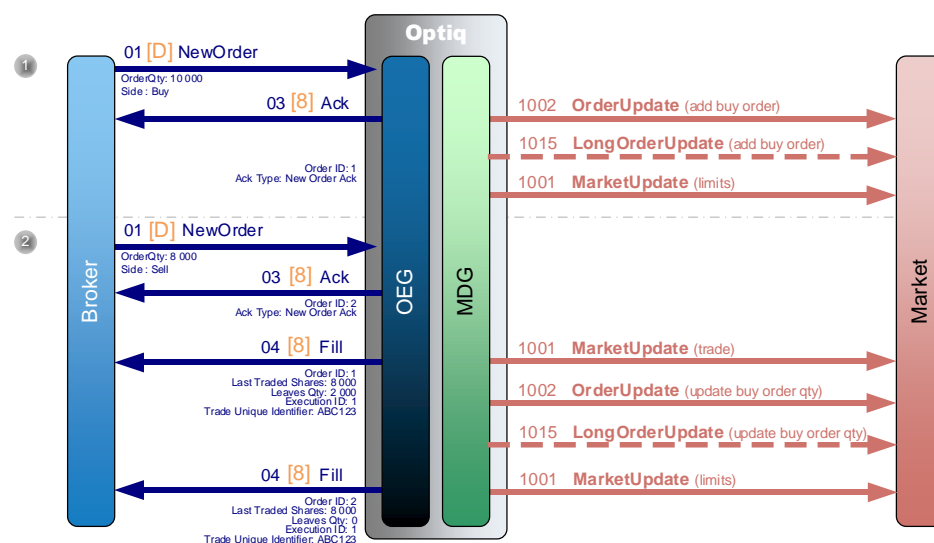 Optiq
1
01 [D] NewOrder
OrderQty: 10 000
Side : Buy
03 [8] Ack
Order ID: 1
Ack Type: New Order Ack
1002 OrderUpdate (add buy order)
1015 LongOrderUpdate (add buy order)
1001 MarketUpdate (limits)
2
01 [D] NewOrder
OrderQty: 8 000
Side : Sell
03 [8] Ack
Order ID: 2
Ack Type: New Order Ack
Broker
OEG
MDG
Market
04 [8] Fill
Order ID: 1
Last Traded Shares: 8 000
Leaves Qty: 2 000
Execution ID: 1
Trade Unique Identifier: ABC123
1001 MarketUpdate (trade)
1002 OrderUpdate (update buy order qty)
1015 LongOrderUpdate (update buy order qty)
04 [8] Fill
Order ID: 2
Last Traded Shares: 8 000
Leaves Qty: 0
Execution ID: 1
Trade Unique Identifier: ABC123
1001 MarketUpdate (limits)